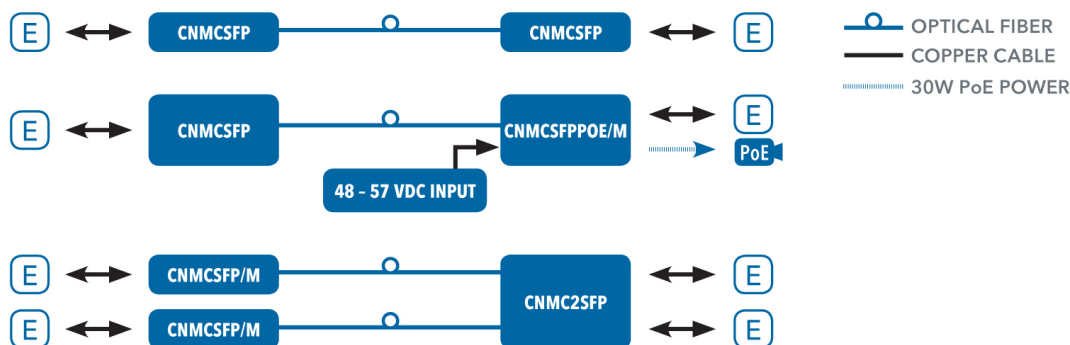 E CNMCSFP CNMCSFP E
OPTICAL FIBER
COPPER CABLE
30W PoE POWER
E CNMCSFP CNMCSFPPOE/M E
PoE
48 – 57 VDC INPUT
E CNMCSFP/M E
CNMC2SFP
E CNMCSFP/M E